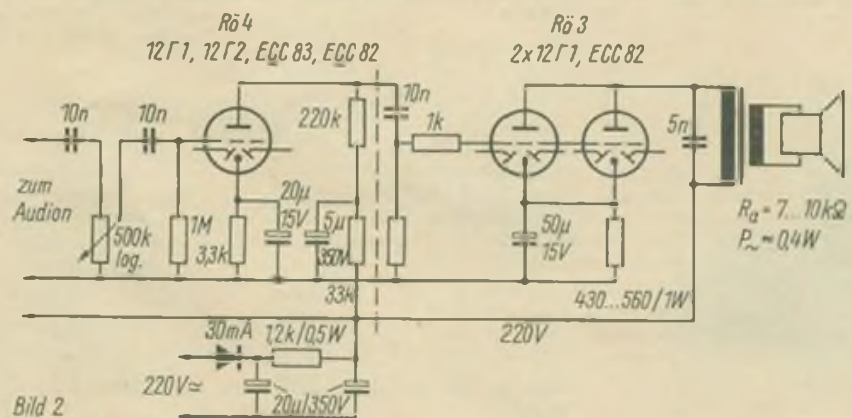 Rö 4
12Г1, 12Г2, ECC 83, ECC 82
Rö 3
2x12Г1, ECC 82
10n
10n
220k
10n
1k
5n
zum
Audion
500k
log.
1M
3,3k
20µ
15V
5µ
350V
33k
50µ
15V
430...560/1W
Ra = 7...10kΩ
P~ ≈ 0,4W
220V
30mA
1,2k/0,5W
220V≃
20µ/350V
Bild 2